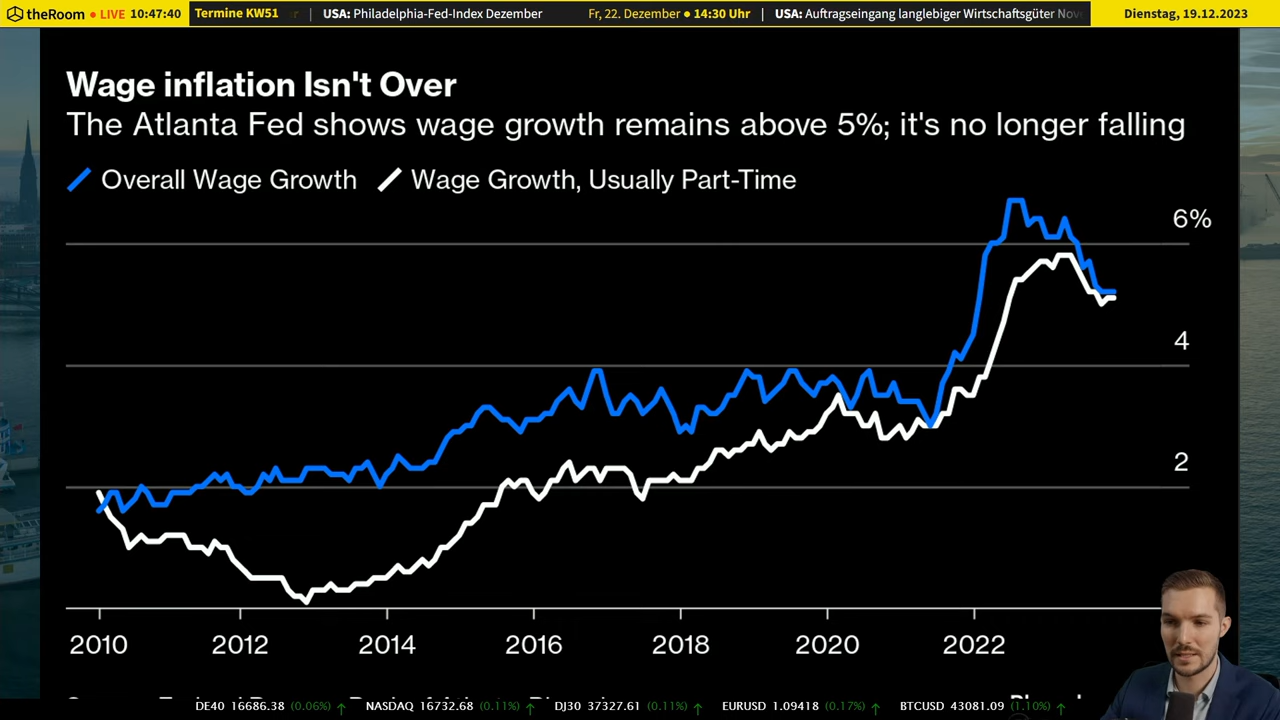 theRoom ● LIVE 10:47:40 Termine KW51 | USA: Philadelphia-Fed-Index Dezember Fr, 22. Dezember ● 14:30 Uhr | USA: Auftragseingang langlebiger Wirtschaftsgüter Nov Dienstag, 19.12.2023
Wage inflation Isn't Over
The Atlanta Fed shows wage growth remains above 5%; it's no longer falling
Overall Wage Growth Wage Growth, Usually Part-Time
6%
4
2
2010 2012 2014 2016 2018 2020 2022
DE40 16686.38 (0.06%) ↑ NASDAQ 16732.68 (0.11%) ↑ DJ30 37327.61 (0.11%) ↑ EURUSD 1.09418 (0.17%) ↑ BTCUSD 43081.09 (1.10%) ↑